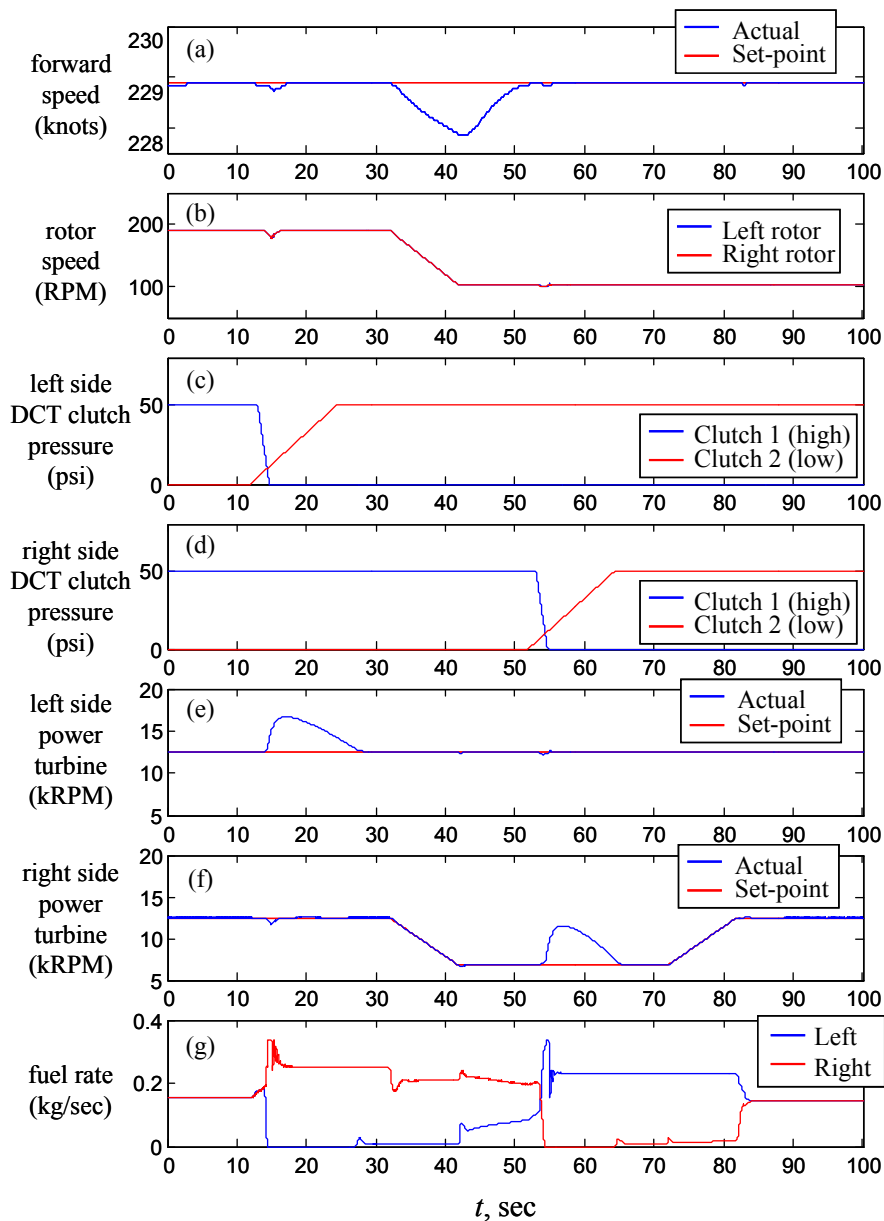 230
(a)
Actual
Set-point
forward
speed
(knots)
229
228
0 10 20 30 40 50 60 70 80 90 100
(b)
200
Left rotor
Right rotor
rotor
speed
(RPM)
100
0 10 20 30 40 50 60 70 80 90 100
(c)
left side
DCT clutch
pressure
(psi)
50
Clutch 1 (high)
Clutch 2 (low)
0
0 10 20 30 40 50 60 70 80 90 100
(d)
right side
DCT clutch
pressure
(psi)
50
Clutch 1 (high)
Clutch 2 (low)
0
0 10 20 30 40 50 60 70 80 90 100
20
(e)
Actual
Set-point
left side
power
turbine
(kRPM)
15
10
5
0 10 20 30 40 50 60 70 80 90 100
20
(f)
Actual
Set-point
right side
power
turbine
(kRPM)
15
10
5
0 10 20 30 40 50 60 70 80 90 100
0.4
(g)
Left
Right
fuel rate
(kg/sec)
0.2
0
0 10 20 30 40 50 60 70 80 90 100
t, sec